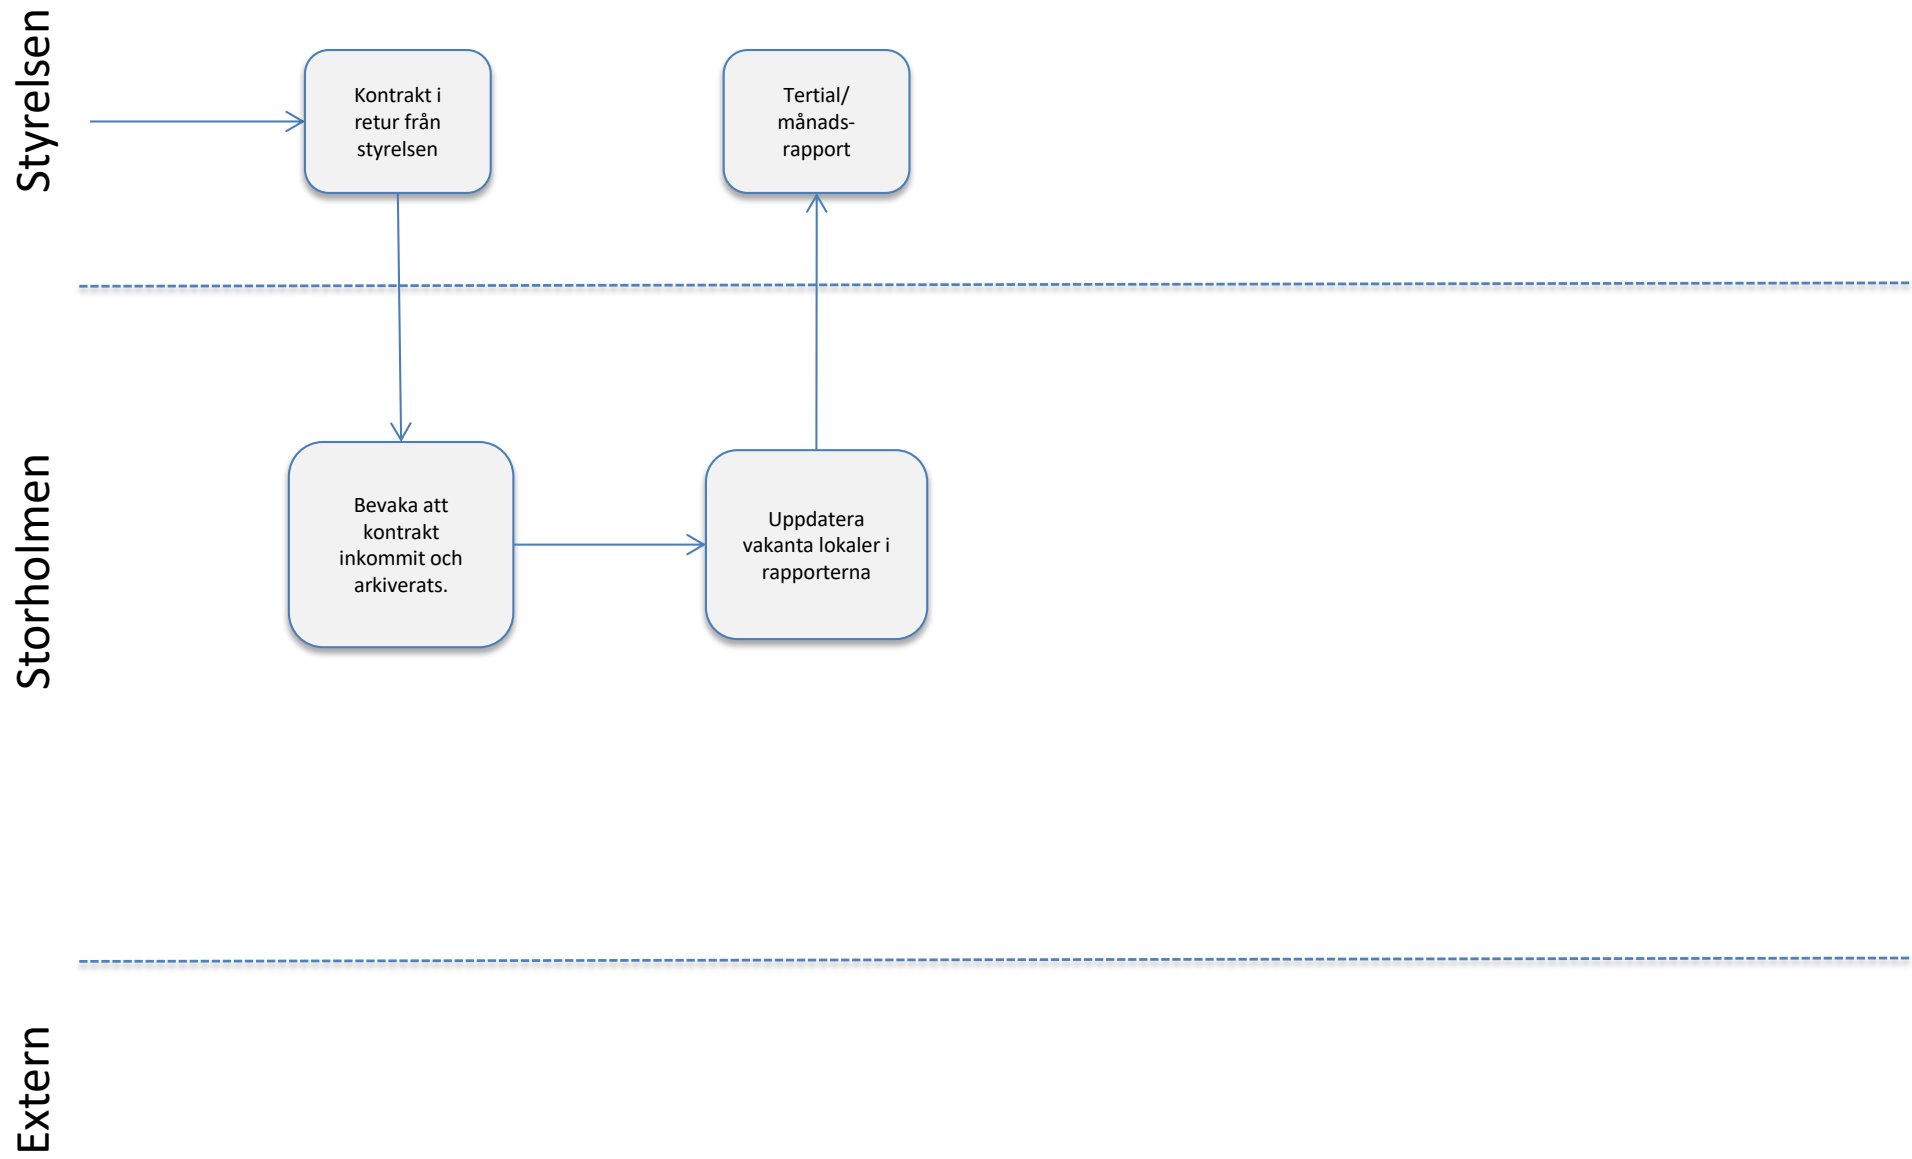 Styrelsen
Kontrakt i
retur från
styrelsen
Tertial/
månads-
rapport
Storholmen
Bevaka att
kontrakt
inkommit och
arkiverats.
Uppdatera
vakanta lokaler i
rapporterna
Extern